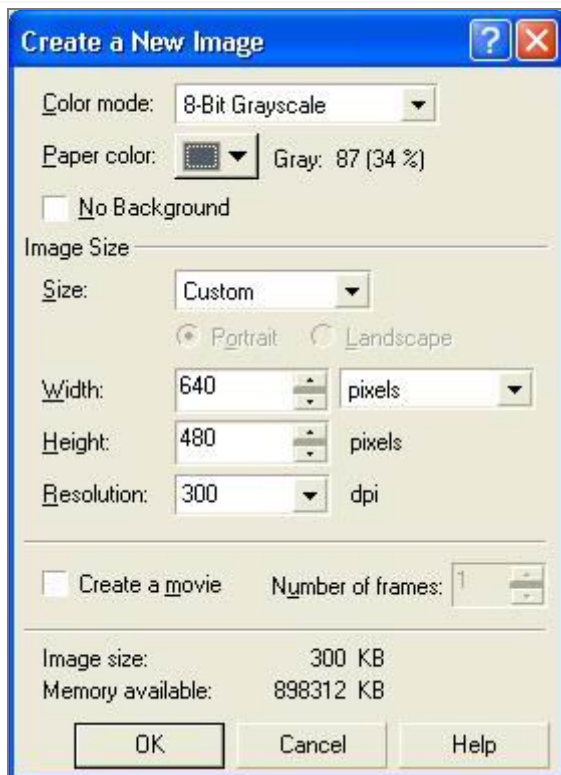 Create a New Image
Color mode: 8-Bit Grayscale
Paper color: Gray: 87 (34 %)
No Background
Image Size
Size: Custom
Portrait Landscape
Width: 640 pixels
Height: 480 pixels
Resolution: 300 dpi
Create a movie Number of frames: 1
Image size: 300 KB
Memory available: 898312 KB
OK Cancel Help